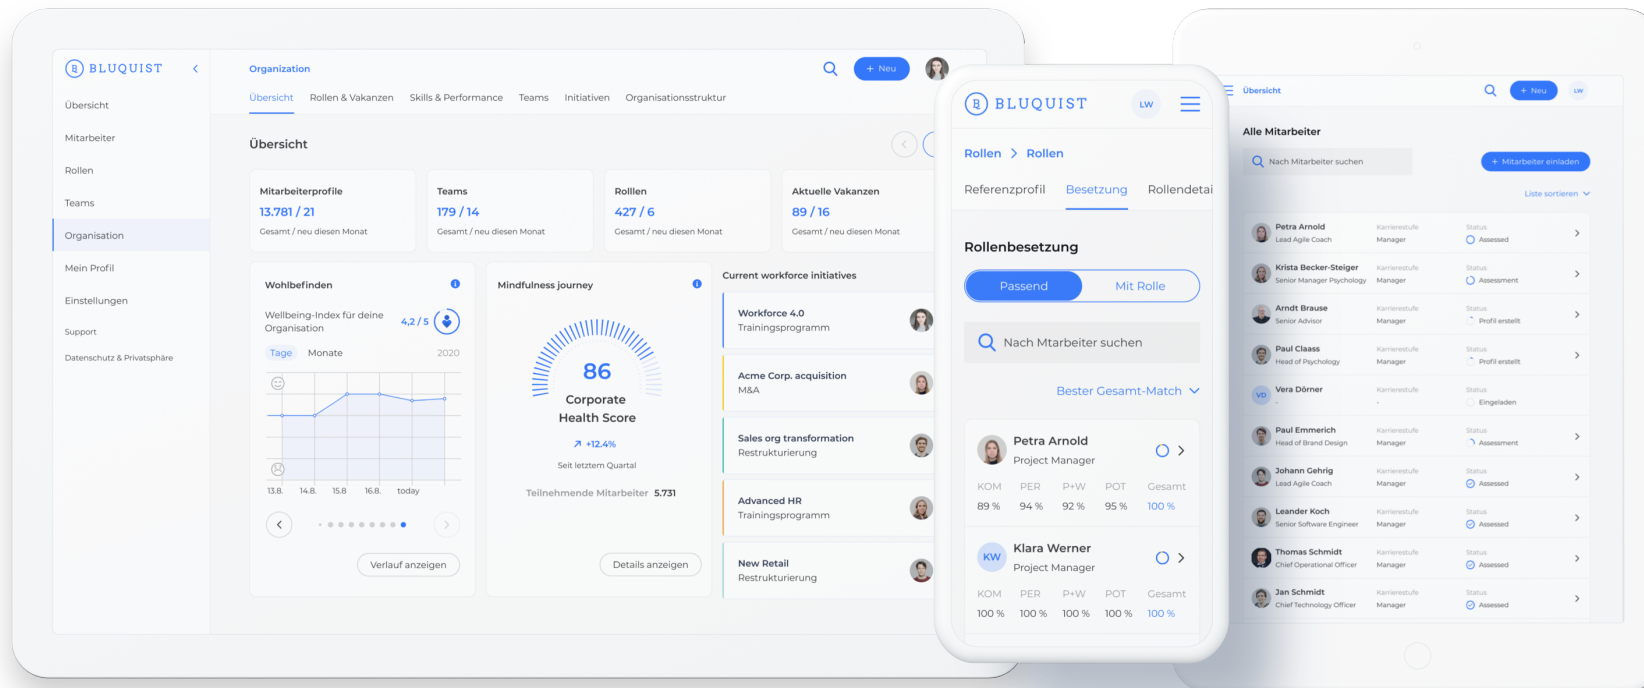 BLUQUIST
Übersicht
Mitarbeiter
Rollen
Teams
Organisation
Mein Profil
Einstellungen
Support
Datenschutz & Privatsphäre
Organization
+ Neu
Übersicht Rollen & Vakanzen Skills & Performance Teams Initiativen Organisationsstruktur
Übersicht
Mitarbeiterprofile
13.781 / 21
Gesamt / neu diesen Monat
Teams
179 / 14
Gesamt / neu diesen Monat
Rolllen
427 / 6
Gesamt / neu diesen Monat
Aktuelle Vakanzen
89 / 16
Gesamt / neu diesen Monat
Wohlbefinden
Wellbeing-Index für deine
Organisation
4,2 / 5
Tage Monate 2020
13.8. 14.8. 15.8 16.8. today
Verlauf anzeigen
Mindfulness journey
86
Corporate
Health Score
+12.4%
Seit letztem Quartal
Teilnehmende Mitarbeiter 5.731
Details anzeigen
Current workforce initiatives
Workforce 4.0
Trainingsprogramm
Acme Corp. acquisition
M&A
Sales org transformation
Restrukturierung
Advanced HR
Trainingsprogramm
New Retail
Restrukturierung
BLUQUIST
LW
Rollen > Rollen
Referenzprofil Besetzung Rollendetai
Rollenbesetzung
Passend Mit Rolle
Nach Mtarbeiter suchen
Bester Gesamt-Match
Petra Arnold
Project Manager
KOM PER P+W POT Gesamt
89 % 94 % 92 % 95 % 100 %
KW
Klara Werner
Project Manager
KOM PER P+W POT Gesamt
100 % 100 % 100 % 100 % 100 %
Übersicht
+ Neu
LW
Alle Mitarbeiter
Nach Mitarbeiter suchen
+ Mitarbeiter einladen
Liste sortieren
Petra Arnold Karrierestufe Status
Lead Agile Coach Manager Assessed
Krista Becker-Steiger Karrierestufe Status
Senior Manager Psychology Manager Assessment
Arndt Brause Karrierestufe Status
Senior Advisor Manager Profil erstellt
Paul Claass Karrierestufe Status
Head of Psychology Manager Profil erstellt
VD
Vera Dörner Karrierestufe Status
- - Eingeladen
Paul Emmerich Karrierestufe Status
Head of Brand Design Manager Assessment
Johann Gehrig Karrierestufe Status
Lead Agile Coach Manager Assessed
Leander Koch Karrierestufe Status
Senior Software Engineer Manager Assessed
Thomas Schmidt Karrierestufe Status
Chief Operational Officer Manager Assessed
Jan Schmidt Karrierestufe Status
Chief Technology Officer Manager Assessed